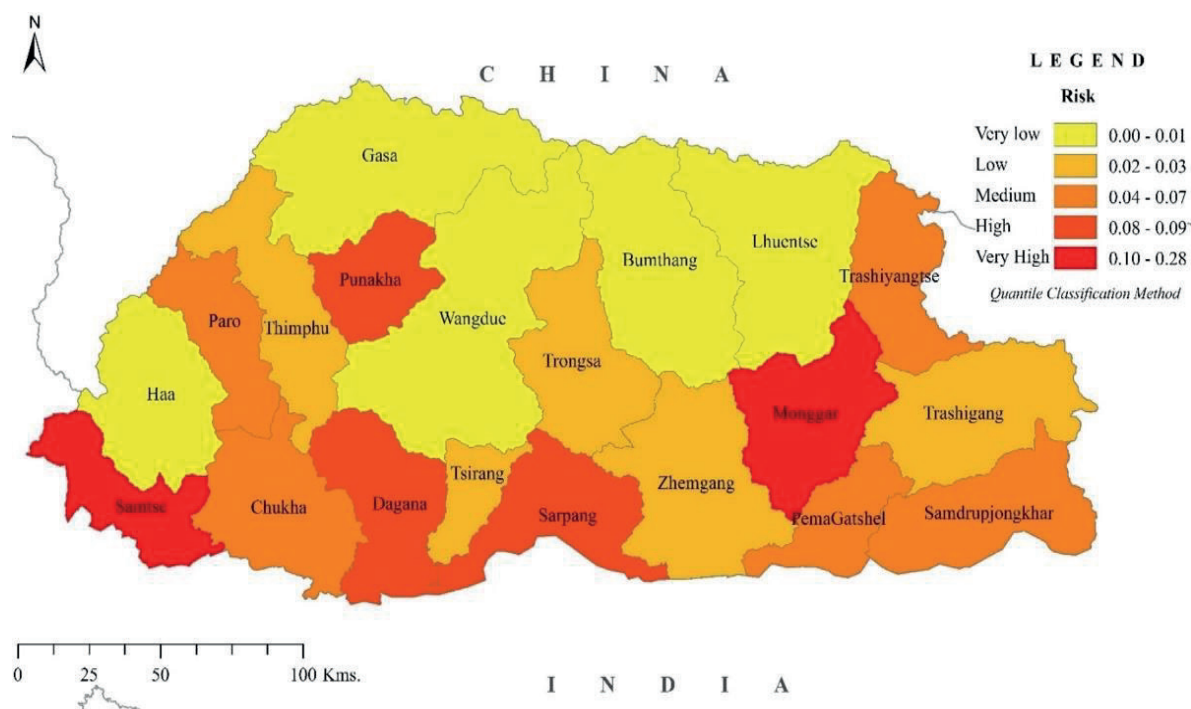 N
C H I N A
L E G E N D
Risk
Very low 0.00 - 0.01
Low 0.02 - 0.03
Medium 0.04 - 0.07
High 0.08 - 0.09
Very High 0.10 - 0.28
Quantile Classification Method
Gasa
Lhuentse
Bumthang
Trashiyangtse
Punakha
Wangdue
Paro
Thimphu
Trongsa
Haa
Monggar
Trashigang
Tsirang
Zhemgang
Samtse
Chukha
Dagana
Sarpang
PemaGatshel
Samdrupjongkhar
0 25 50 100 Kms.
I N D I A